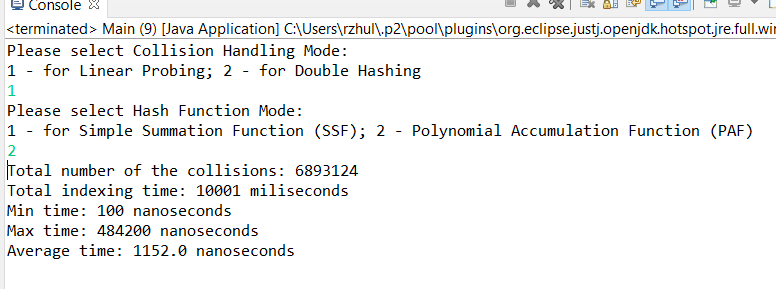 Console
<terminated> Main (9) [Java Application] C:\Users\rzhul\.p2\pool\plugins\org.eclipse.justj.openjdk.hotspot.jre.full.win
Please select Collision Handling Mode:
1 - for Linear Probing; 2 - for Double Hashing
1
Please select Hash Function Mode:
1 - for Simple Summation Function (SSF); 2 - Polynomial Accumulation Function (PAF)
2
Total number of the collisions: 6893124
Total indexing time: 10001 miliseconds
Min time: 100 nanoseconds
Max time: 484200 nanoseconds
Average time: 1152.0 nanoseconds